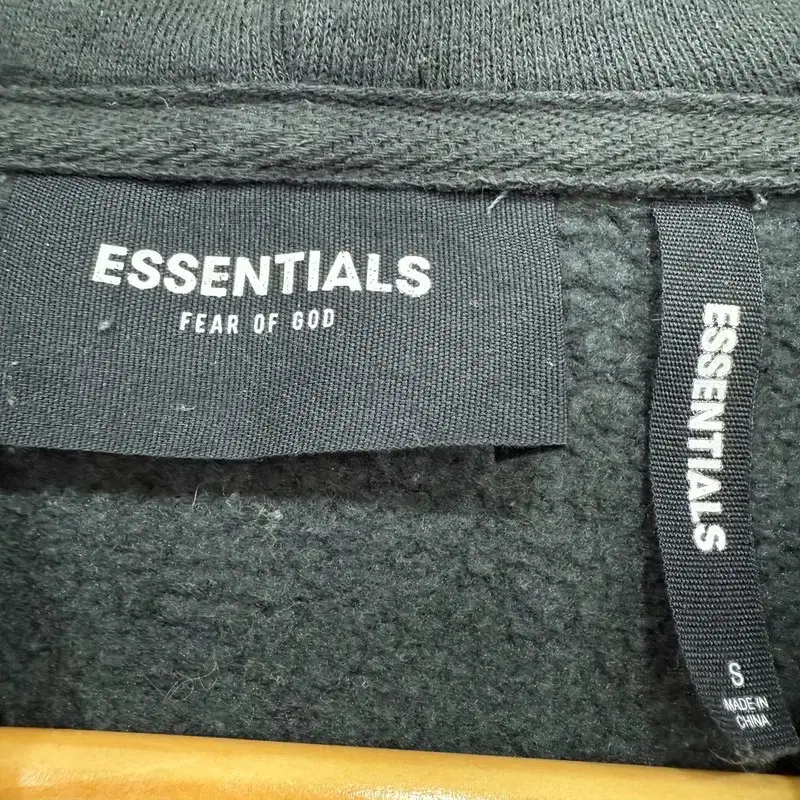 ESSENTIALS
FEAR OF GOD
ESSENTIALS
S
MADE IN
CHINA